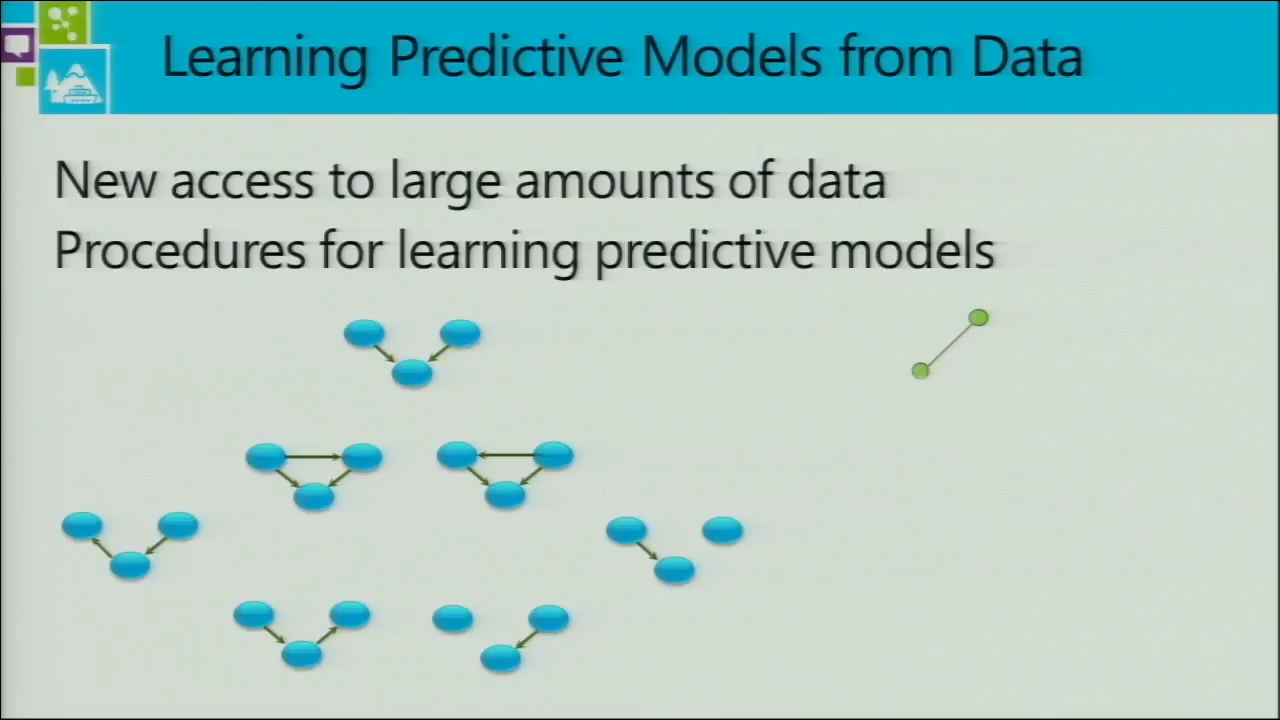 Learning Predictive Models from Data
New access to large amounts of data
Procedures for learning predictive models